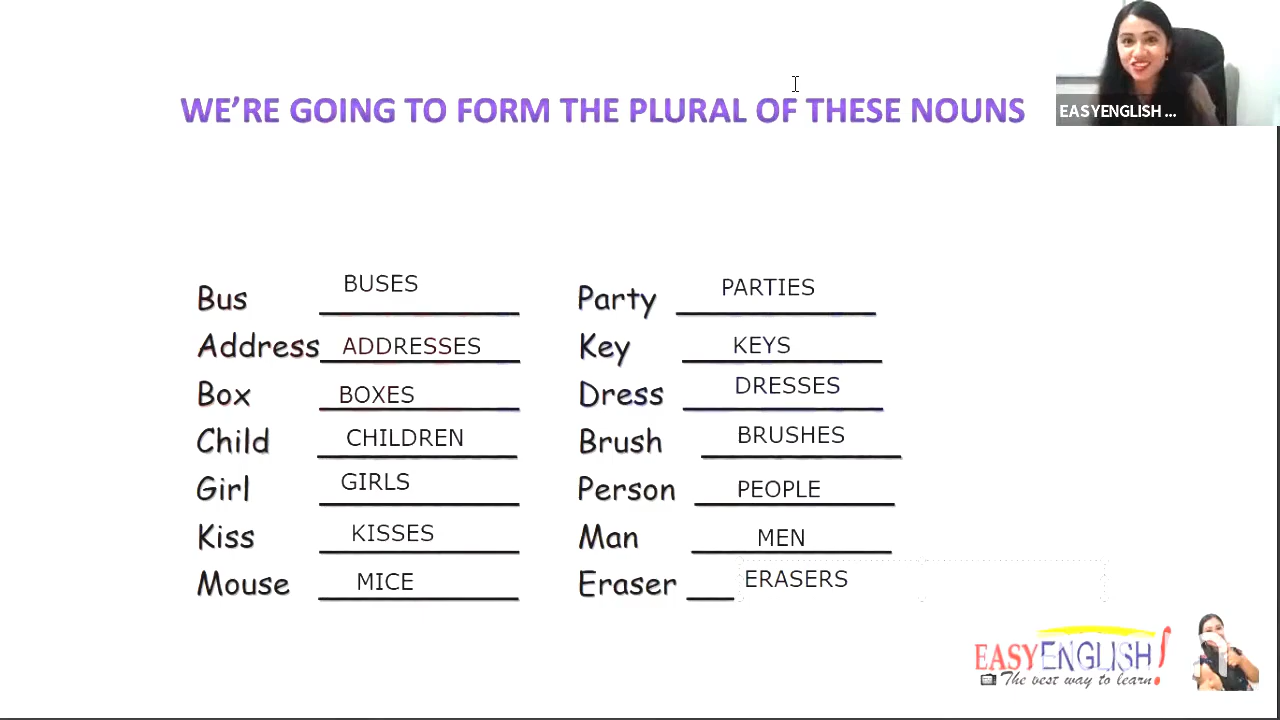 WE'RE GOING TO FORM THE PLURAL OF THESE NOUNS
EASYENGLISH ...
Bus BUSES
Address ADDRESSES
Box BOXES
Child CHILDREN
Girl GIRLS
Kiss KISSES
Mouse MICE
Party PARTIES
Key KEYS
Dress DRESSES
Brush BRUSHES
Person PEOPLE
Man MEN
Eraser ERASERS
EASYENGLISH!
The best way to learn!